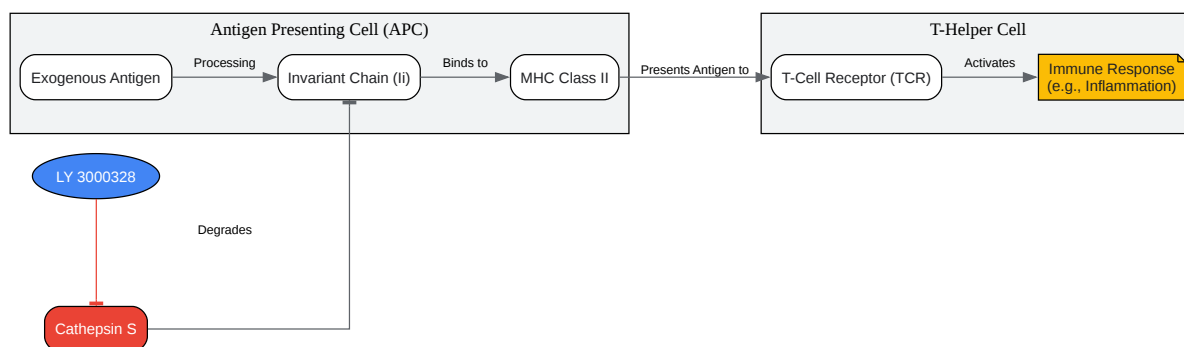 Antigen Presenting Cell (APC)
T-Helper Cell
Exogenous Antigen
Processing
Invariant Chain (Ii)
Binds to
MHC Class II
Presents Antigen to
T-Cell Receptor (TCR)
Activates
Immune Response
(e.g., Inflammation)
LY 3000328
Degrades
Cathepsin S